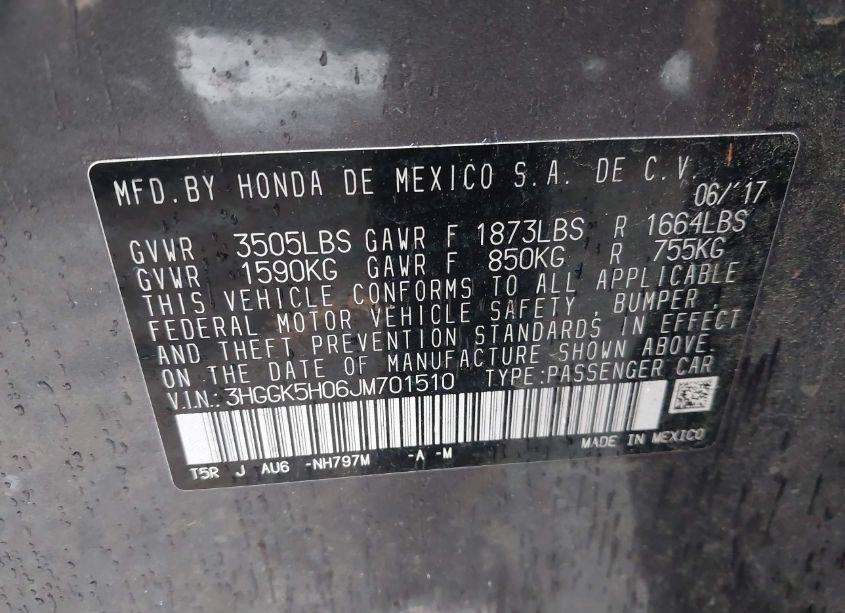 MFD.BY HONDA DE MEXICO S.A. DE C.V.
06/'17
GVWR 3505LBS GAWR F 1873LBS R 1664LBS
GVWR 1590KG GAWR F 850KG R 755KG
THIS VEHICLE CONFORMS TO ALL APPLICABLE
FEDERAL MOTOR VEHICLE SAFETY, BUMPER,
AND THEFT PREVENTION STANDARDS IN EFFECT
ON THE DATE OF MANUFACTURE SHOWN ABOVE.
VIN.:3HGGK5H06JM701510 TYPE:PASSENGER CAR
MADE IN MEXICO
T5R J AU6 -NH797M -A -M